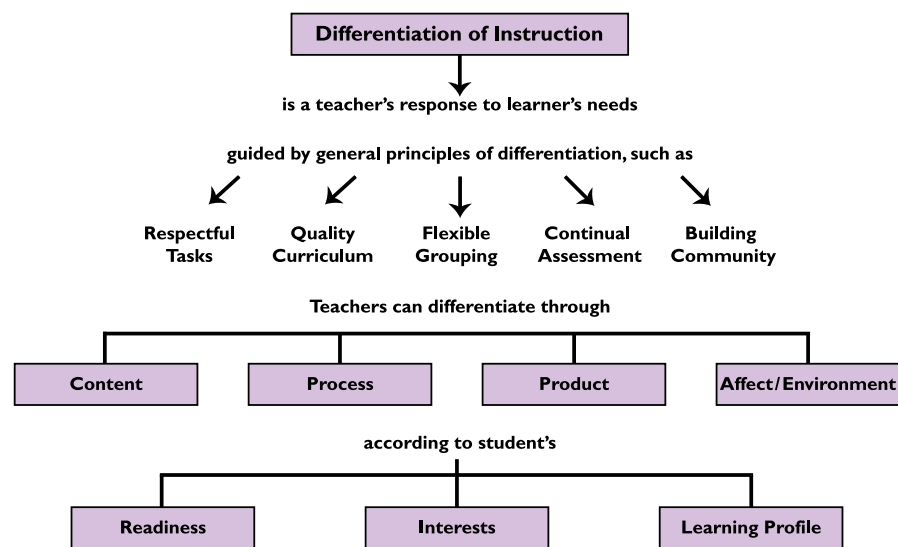 Differentiation of Instruction
is a teacher's response to learner's needs
guided by general principles of differentiation, such as
Respectful
Tasks
Quality
Curriculum
Flexible
Grouping
Continual
Assessment
Building
Community
Teachers can differentiate through
Content
Process
Product
Affect/Environment
according to student's
Readiness
Interests
Learning Profile